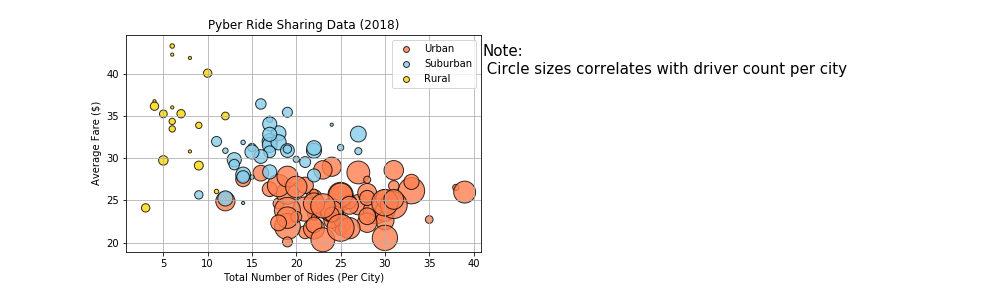 Pyber Ride Sharing Data (2018)
Average Fare ($)
40
35
30
25
20
5 10 15 20 25 30 35 40
Total Number of Rides (Per City)
Urban
Suburban
Rural
Note:
Circle sizes correlates with driver count per city